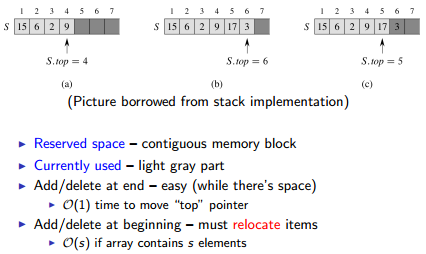 1 2 3 4 5 6 7
S 15 6 2 9
S.top = 4
(a)
1 2 3 4 5 6 7
S 15 6 2 9 17 3
S.top = 6
(b)
1 2 3 4 5 6 7
S 15 6 2 9 17 3
S.top = 5
(c)
(Picture borrowed from stack implementation)
Reserved space – contiguous memory block
Currently used – light gray part
Add/delete at end – easy (while there's space)
O(1) time to move “top” pointer
Add/delete at beginning – must relocate items
O(s) if array contains s elements